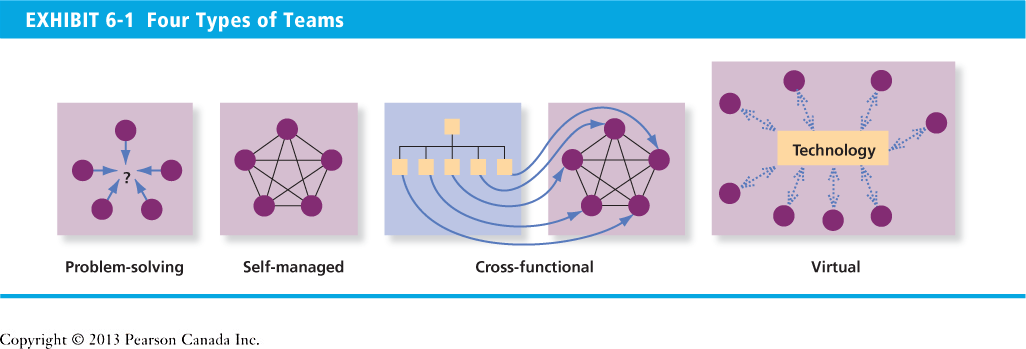 EXHIBIT 6-1 Four Types of Teams
?
Technology
Problem-solving
Self-managed
Cross-functional
Virtual
Copyright © 2013 Pearson Canada Inc.